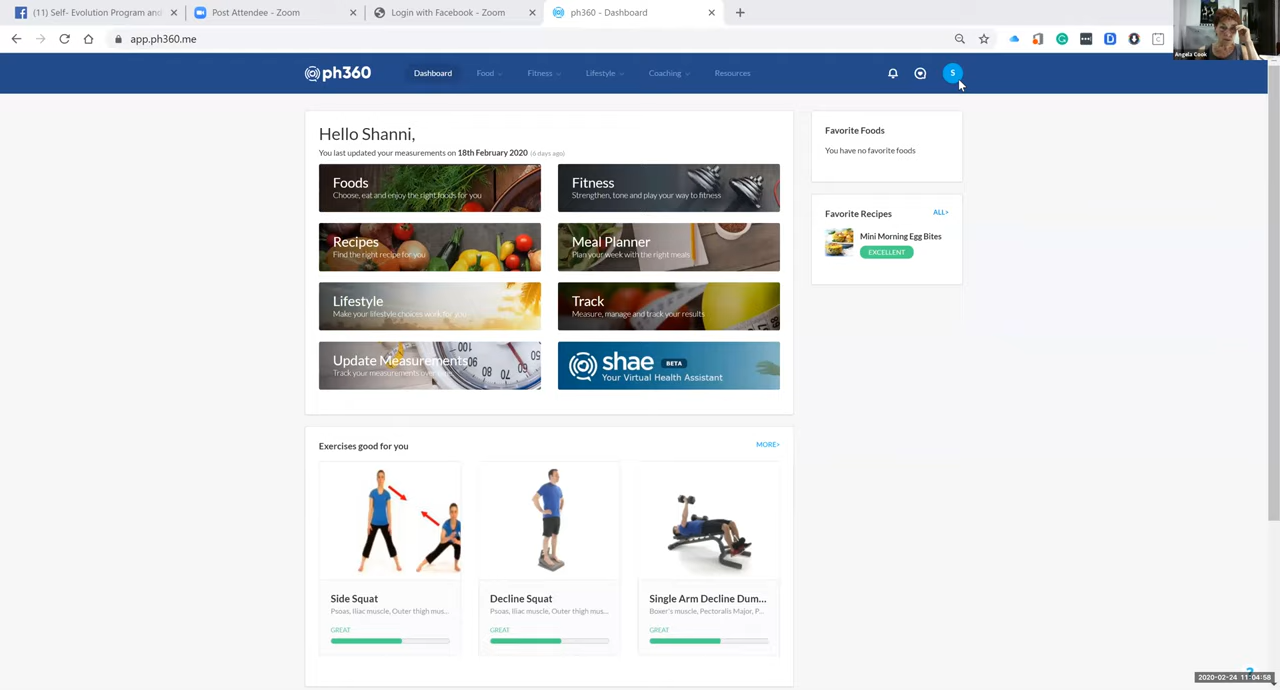 (11) Self- Evolution Program and
Post Attendee - Zoom
Login with Facebook - Zoom
ph360 - Dashboard
app.ph360.me
Angela Cook
ph360
Dashboard
Food
Fitness
Lifestyle
Coaching
Resources
S
Hello Shanni,
You last updated your measurements on 18th February 2020 (6 days ago)
Foods
Choose, eat and enjoy the right foods for you
Fitness
Strengthen, tone and play your way to fitness
Recipes
Find the right recipe for you
Meal Planner
Plan your week with the right meals
Lifestyle
Make your lifestyle choices work for you
Track
Measure, manage and track your results
Update Measurements
Track your measurements over time
shae BETA
Your Virtual Health Assistant
Favorite Foods
You have no favorite foods
Favorite Recipes
ALL>
Mini Morning Egg Bites
EXCELLENT
Exercises good for you
MORE>
Side Squat
Psoas, Iliac muscle, Outer thigh mus...
GREAT
Decline Squat
Psoas, Iliac muscle, Outer thigh mus...
GREAT
Single Arm Decline Dum...
Boxer's muscle, Pectoralis Major, P...
GREAT
?
2020-02-24 11:04:58